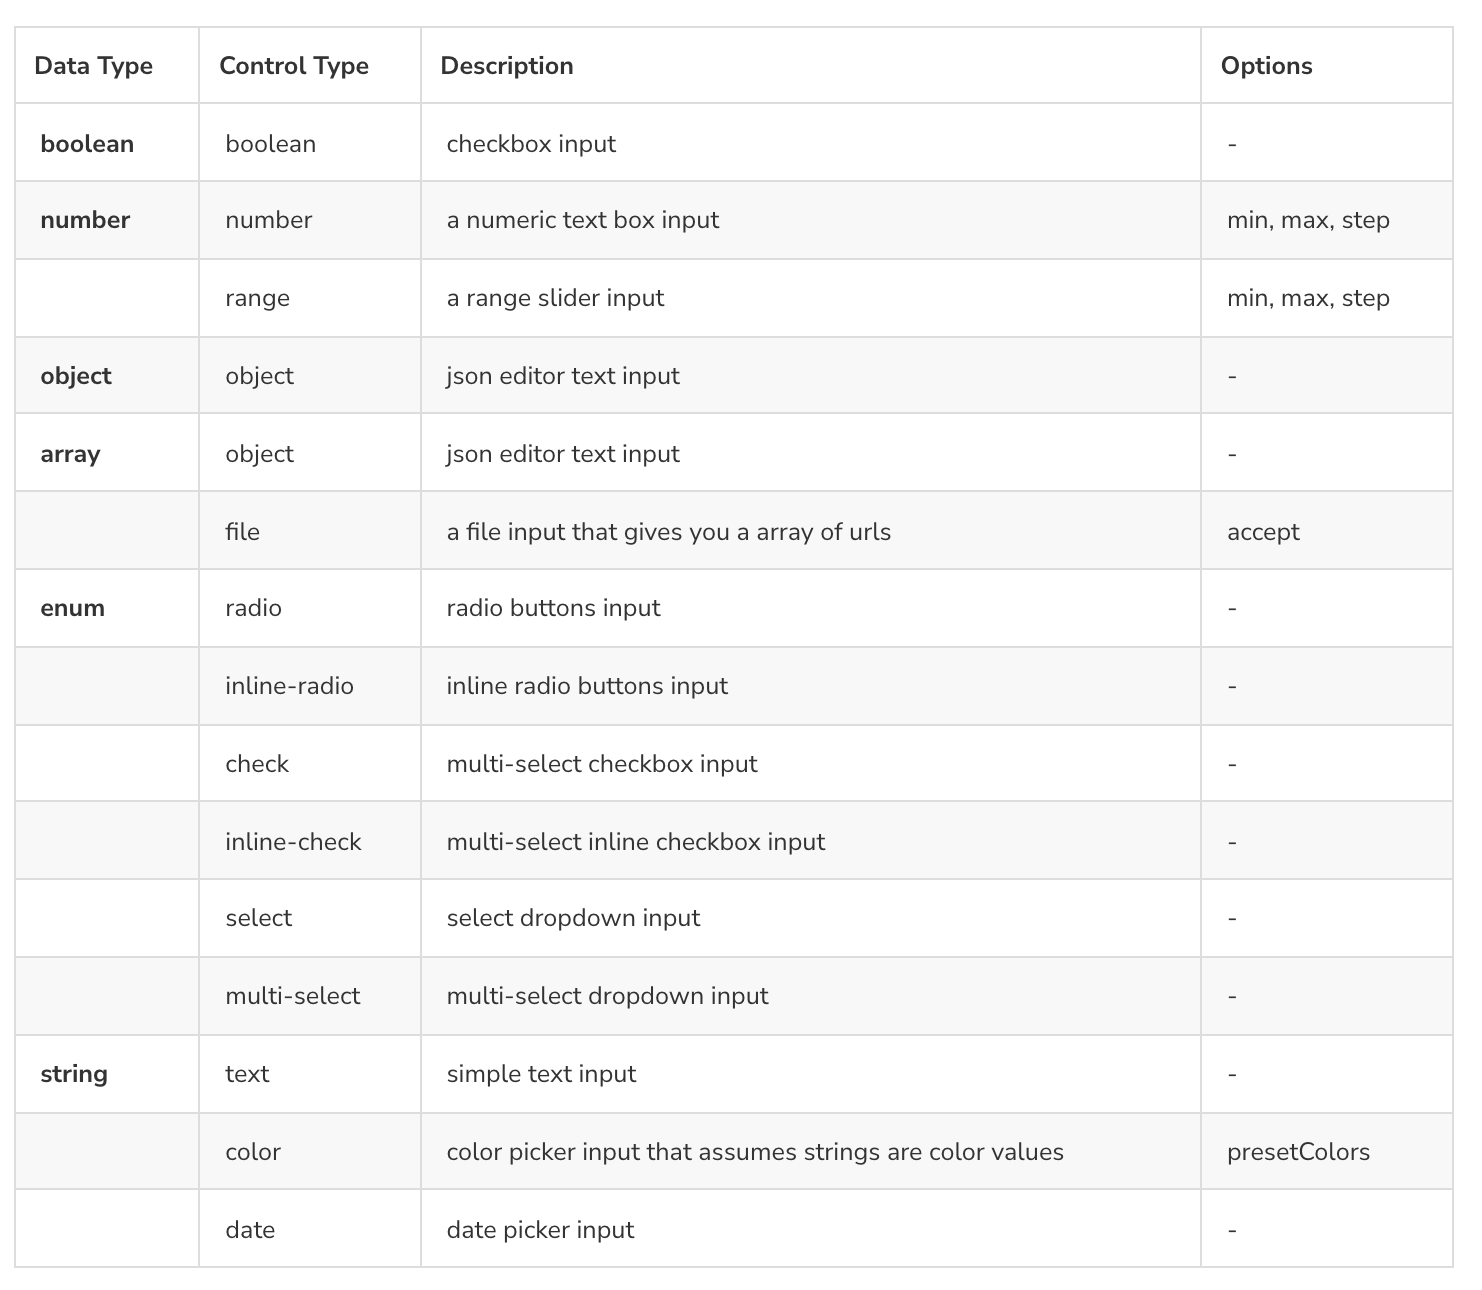 Data Type Control Type Description Options
boolean boolean checkbox input -
number number a numeric text box input min, max, step
range a range slider input min, max, step
object object json editor text input -
array object json editor text input -
file a file input that gives you a array of urls accept
enum radio radio buttons input -
inline-radio inline radio buttons input -
check multi-select checkbox input -
inline-check multi-select inline checkbox input -
select select dropdown input -
multi-select multi-select dropdown input -
string text simple text input -
color color picker input that assumes strings are color values presetColors
date date picker input -